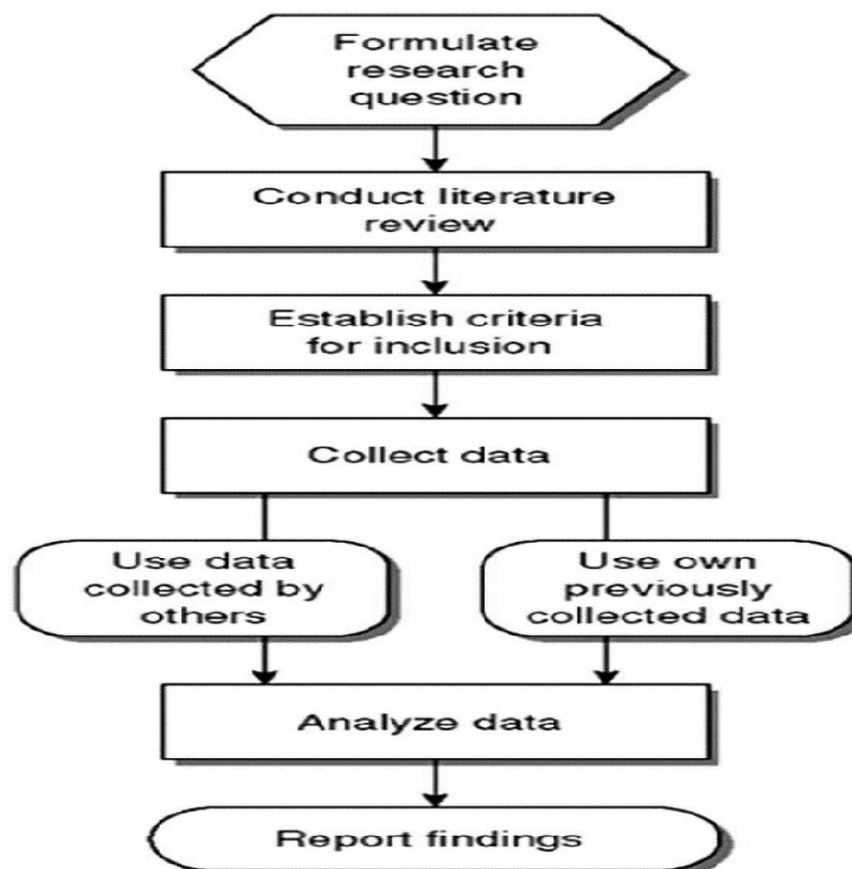 Formulate
research
question
Conduct literature
review
Establish criteria
for inclusion
Collect data
Use data
collected by
others
Use own
previously
collected data
Analyze data
Report findings